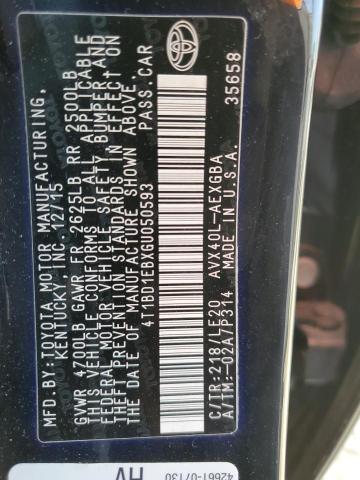 MFD.BY:TOYOTA MOTOR MANUFACTURING,
KENTUCKY, INC. 12/15
GVWR 4700LB GAWR FR 2625LB RR 2500LB
THIS VEHICLE CONFORMS TO ALL APPLICABLE
FEDERAL MOTOR VEHICLE SAFETY, BUMPER, AND
THEFT PREVENTION STANDARDS IN EFFECT ON
THE DATE OF MANUFACTURE SHOWN ABOVE.
4T1BD1EBXGU050593 PASS.CAR
C/TR:218/LE20 AVX40L-AEXGBA
A/TM:-02A/P314 U.S.A. 35658
42661-07130
HV